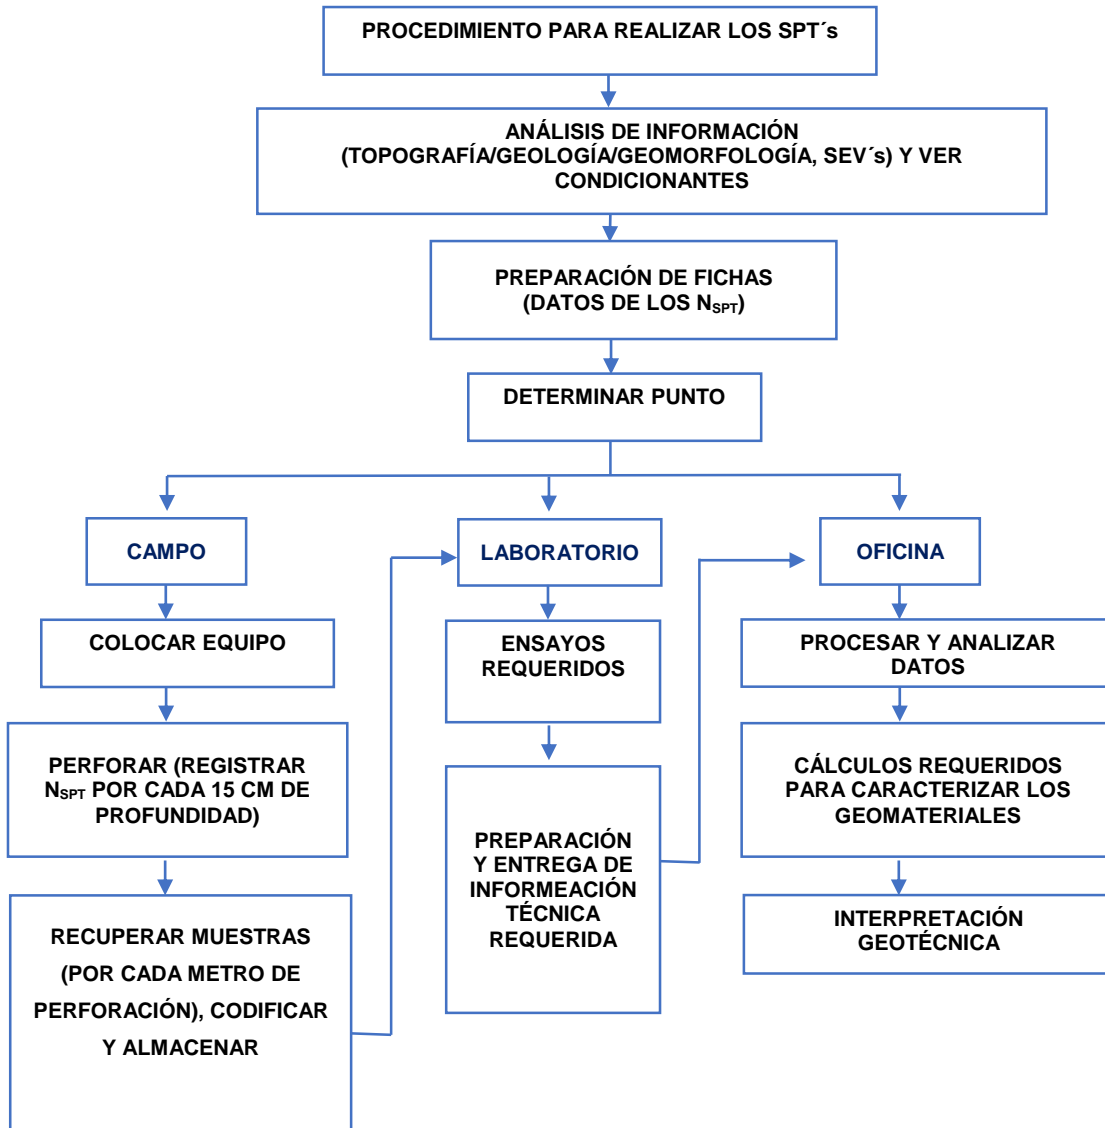 PROCEDIMIENTO PARA REALIZAR LOS SPT´s
ANÁLISIS DE INFORMACIÓN
(TOPOGRAFÍA/GEOLOGÍA/GEOMORFOLOGÍA, SEV´s) Y VER
CONDICIONANTES
PREPARACIÓN DE FICHAS
(DATOS DE LOS NSPT)
DETERMINAR PUNTO
CAMPO
COLOCAR EQUIPO
PERFORAR (REGISTRAR
NSPT POR CADA 15 CM DE
PROFUNDIDAD)
RECUPERAR MUESTRAS
(POR CADA METRO DE
PERFORACIÓN), CODIFICAR
Y ALMACENAR
LABORATORIO
ENSAYOS
REQUERIDOS
PREPARACIÓN
Y ENTREGA DE
INFORMEACIÓN
TÉCNICA
REQUERIDA
OFICINA
PROCESAR Y ANALIZAR
DATOS
CÁLCULOS REQUERIDOS
PARA CARACTERIZAR LOS
GEOMATERIALES
INTERPRETACIÓN
GEOTÉCNICA